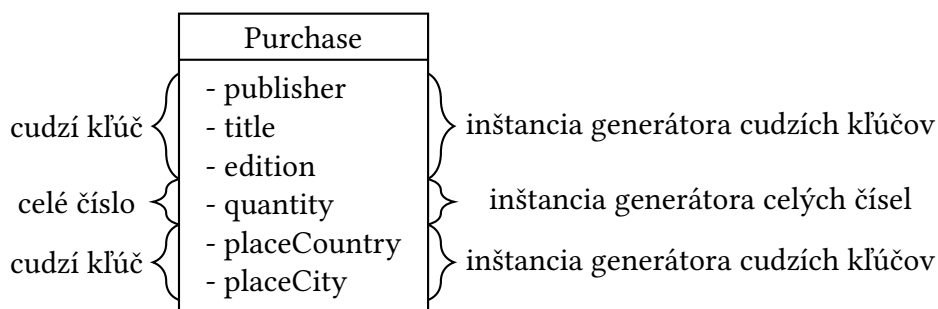 Purchase
- publisher
cudzí kľúč - title inštancia generátora cudzích kľúčov
- edition
celé číslo - quantity inštancia generátora celých čísel
- placeCountry
cudzí kľúč inštancia generátora cudzích kľúčov
- placeCity